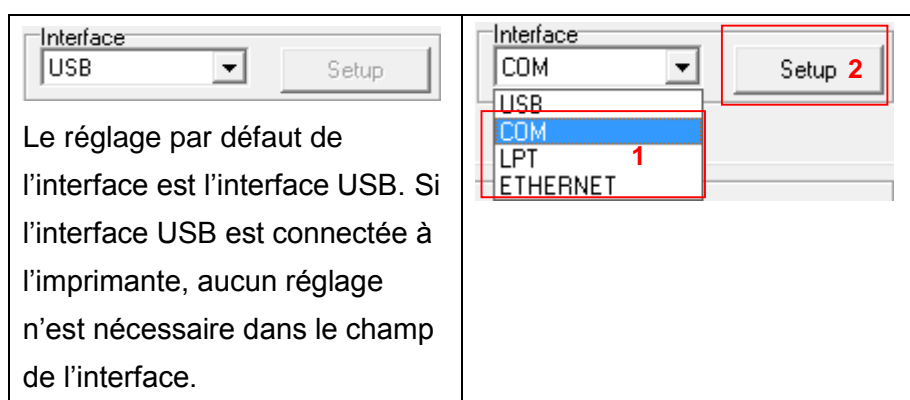 Interface
USB
Setup
Le réglage par défaut de
l’interface est l’interface USB. Si
l’interface USB est connectée à
l’imprimante, aucun réglage
n’est nécessaire dans le champ
de l’interface.
Interface
COM
Setup 2
USB
COM
LPT 1
ETHERNET